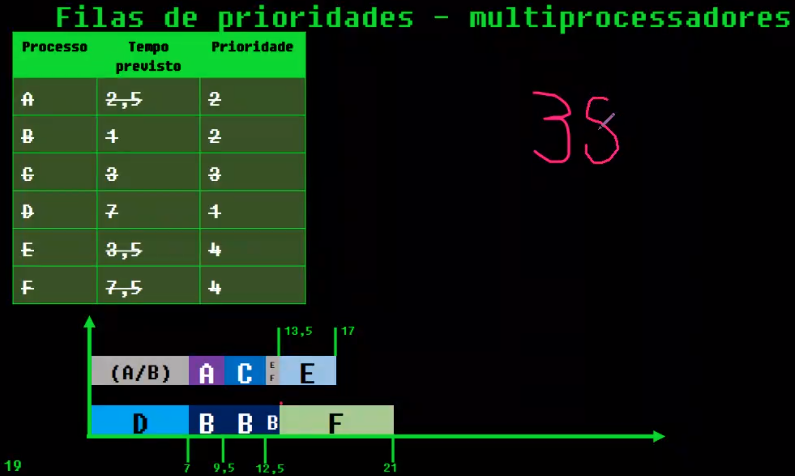 Filas de prioridades - multiprocessadores
Processo Tempo previsto Prioridade
A 2,5 2
B 1 2
C 3 3
D 7 1
E 3,5 4
F 7,5 4
38
13,5 17
(A/B) A C E F E
D B B B F
7 9,5 12,5 21
19